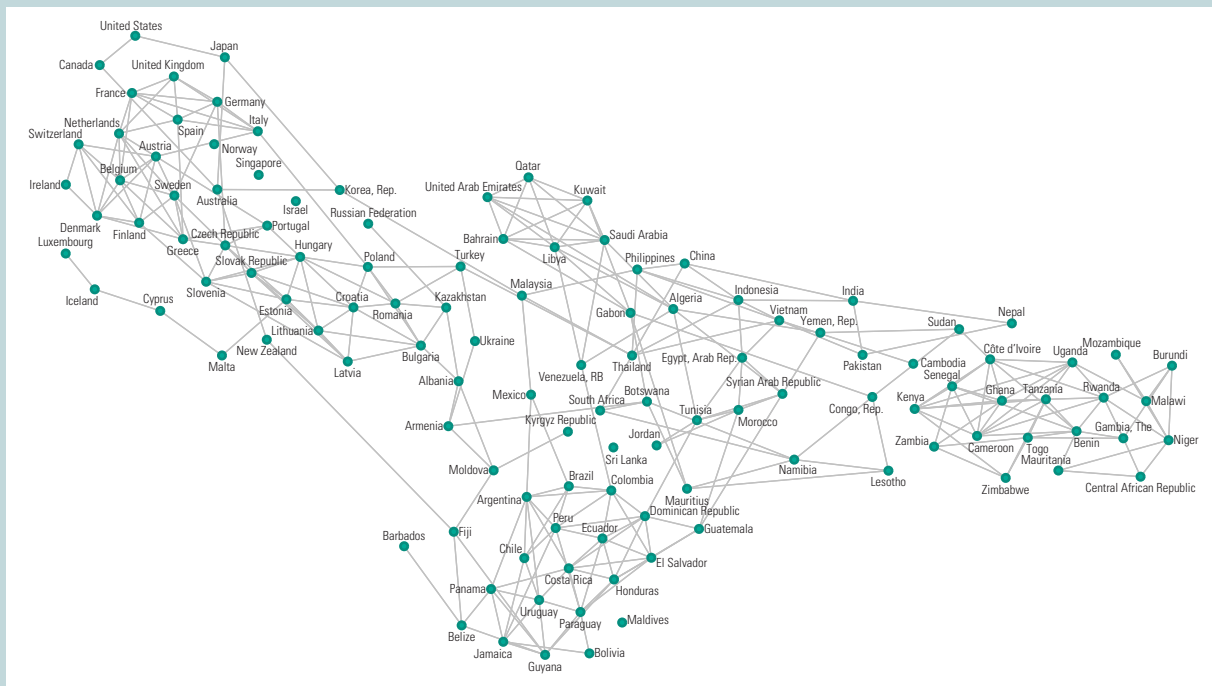 United States
Japan
Canada
United Kingdom
France
Germany
Netherlands
Spain
Italy
Switzerland
Austria
Norway
Singapore
Belgium
Sweden
Ireland
Australia
Korea, Rep.
Israel
Russian Federation
Denmark
Finland
Greece
Czech Republic
Portugal
Luxembourg
Hungary
Slovak Republic
Poland
Turkey
Slovenia
Iceland
Cyprus
Estonia
Croatia
Romania
Kazakhstan
Lithuania
New Zealand
Malta
Latvia
Bulgaria
Ukraine
Albania
Armenia
Moldova
Qatar
United Arab Emirates
Kuwait
Bahrain
Libya
Saudi Arabia
Philippines
China
Malaysia
Gabon
Algeria
Indonesia
India
Vietnam
Yemen, Rep.
Sudan
Nepal
Thailand
Egypt, Arab Rep.
Pakistan
Cambodia
Venezuela, RB
Botswana
Syrian Arab Republic
Mexico
South Africa
Tunisia
Morocco
Congo, Rep.
Kyrgyz Republic
Jordan
Sri Lanka
Namibia
Lesotho
Mauritius
Côte d’Ivoire
Uganda
Mozambique
Burundi
Senegal
Ghana
Tanzania
Rwanda
Malawi
Kenya
Zambia
Cameroon
Togo
Benin
Gambia, The
Niger
Mauritania
Zimbabwe
Central African Republic
Brazil
Colombia
Argentina
Peru
Ecuador
Dominican Republic
Guatemala
Fiji
Barbados
Chile
El Salvador
Costa Rica
Honduras
Panama
Uruguay
Paraguay
Maldives
Belize
Jamaica
Guyana
Bolivia